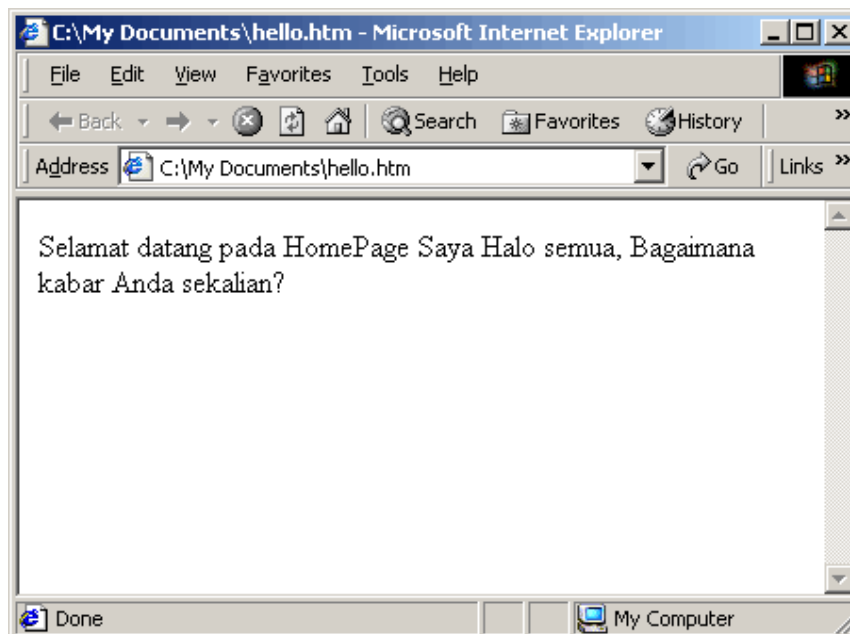 C:\My Documents\hello.htm - Microsoft Internet Explorer
File Edit View Favorites Tools Help
Back Search Favorites History »
Address C:\My Documents\hello.htm Go Links »
Selamat datang pada HomePage Saya Halo semua, Bagaimana
kabar Anda sekalian?
Done My Computer